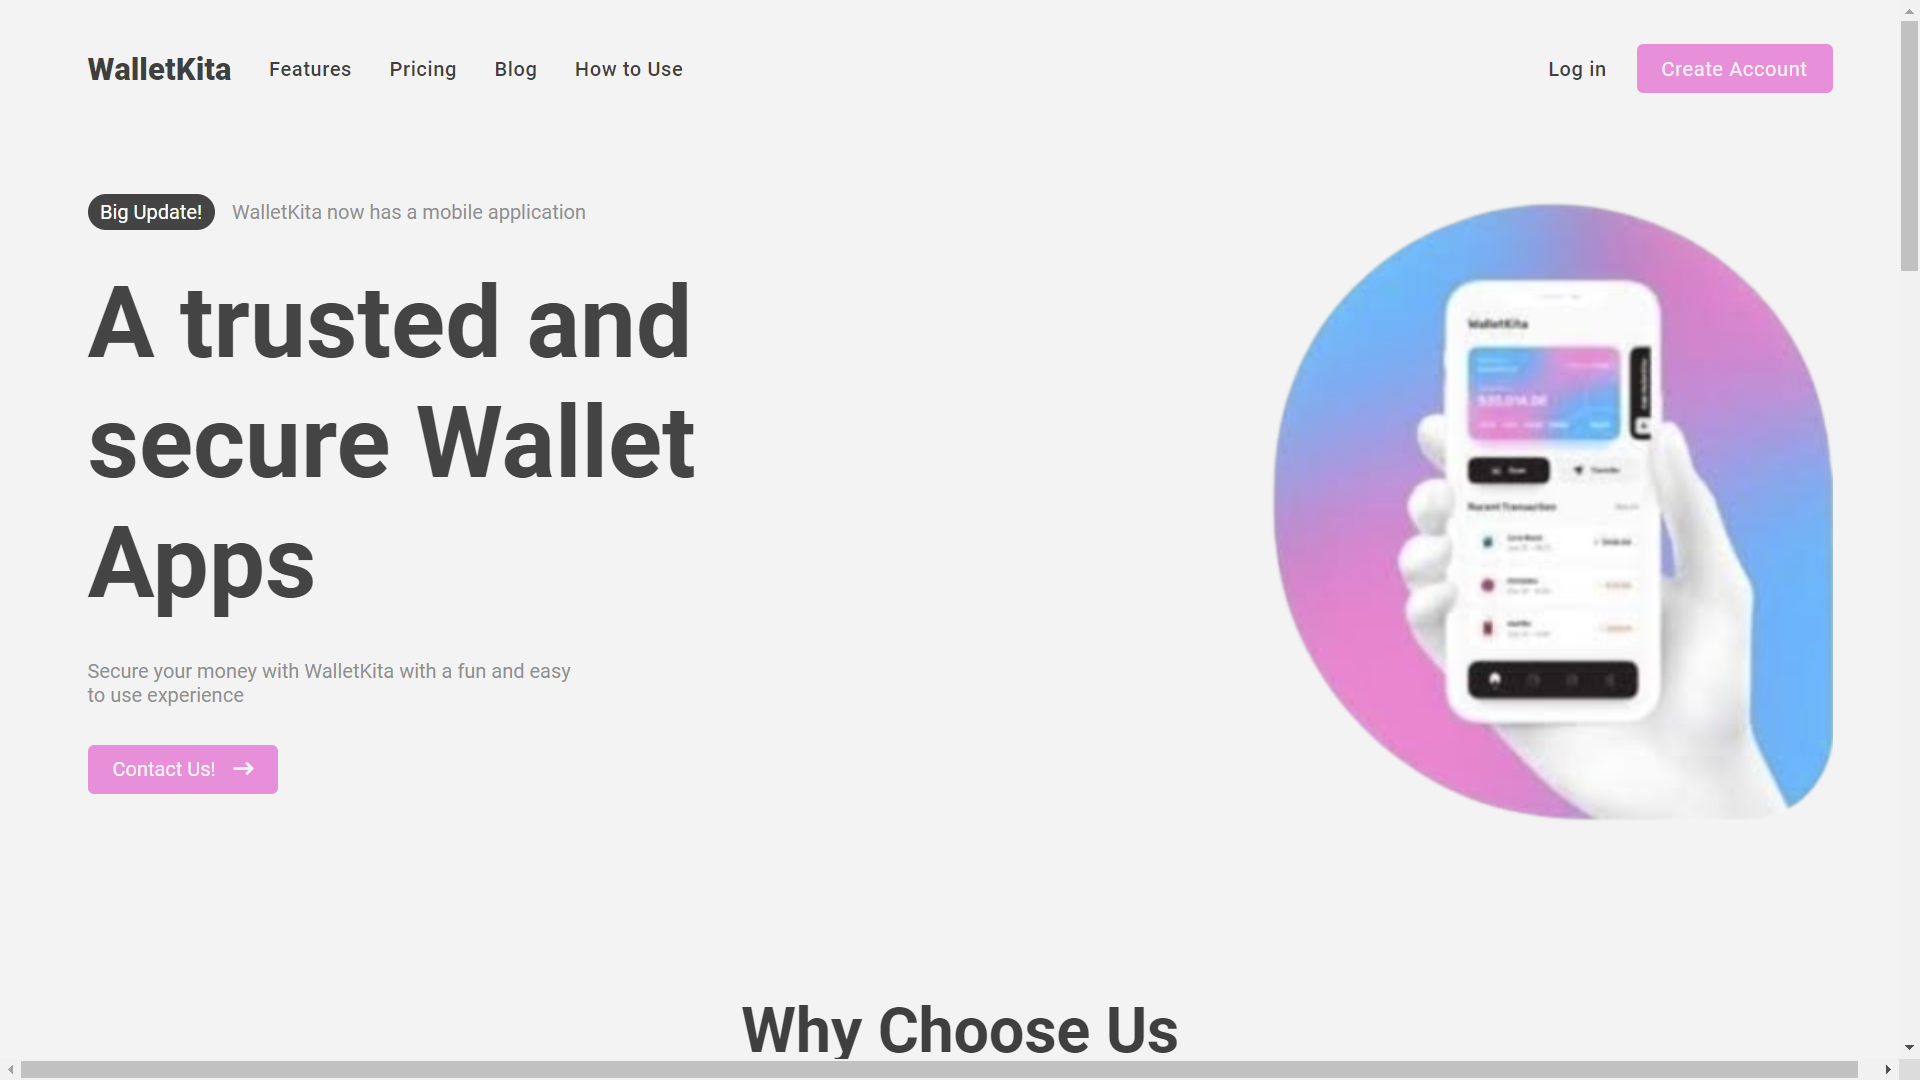 WalletKita Features Pricing Blog How to Use Log in Create Account
Big Update! WalletKita now has a mobile application
A trusted and
secure Wallet
Apps
Secure your money with WalletKita with a fun and easy
to use experience
Contact Us!
WalletKita
Recent Transaction
Why Choose Us